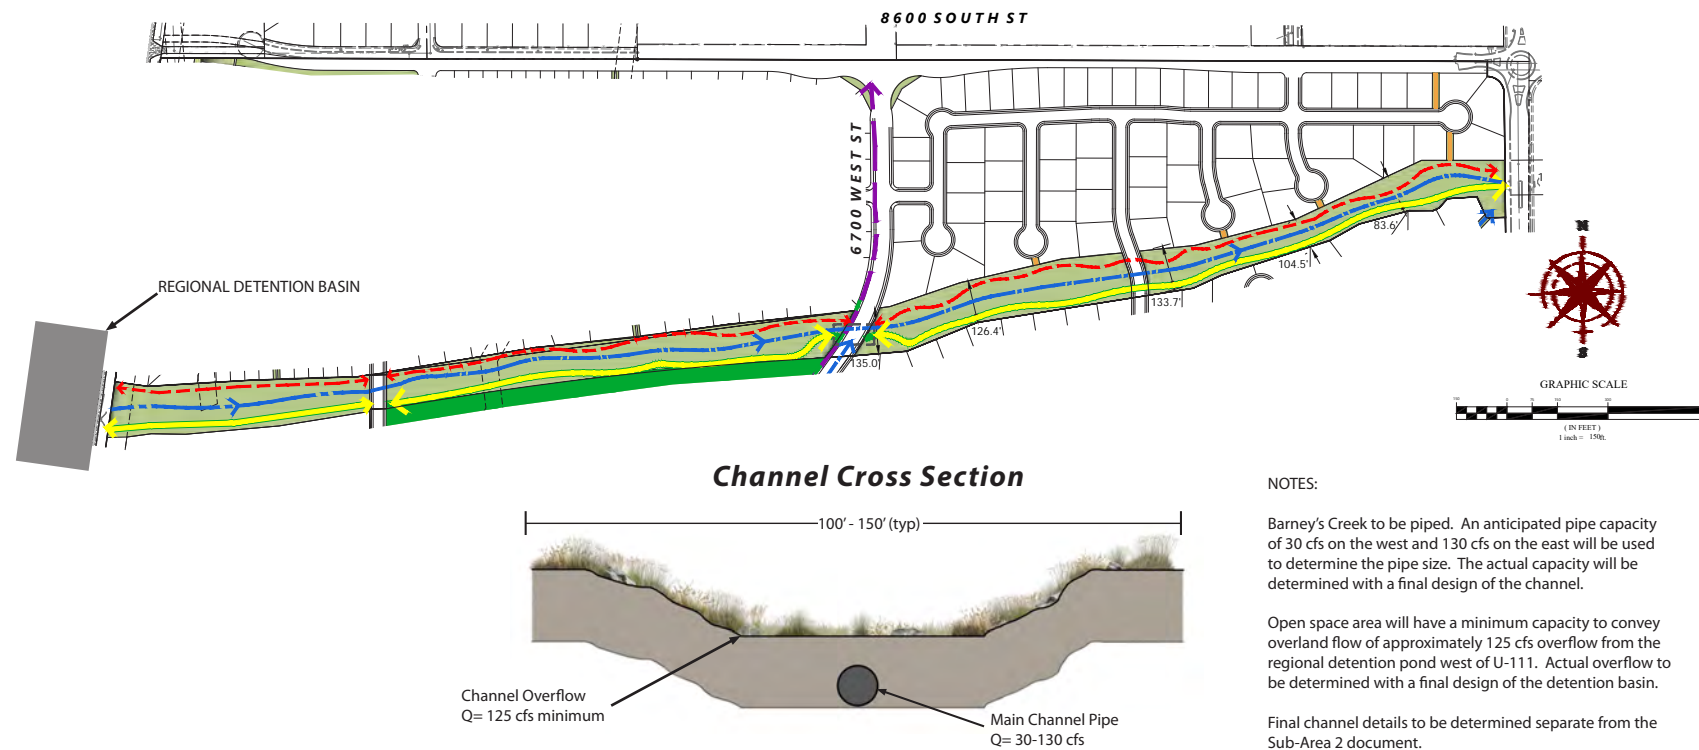 8600 SOUTH ST
6700 WEST ST
REGIONAL DETENTION BASIN
83.6'
104.5'
133.7'
126.4'
135.0'
N
S
GRAPHIC SCALE
( IN FEET )
1 inch = 150ft.
Channel Cross Section
100' - 150' (typ)
Channel Overflow
Q= 125 cfs minimum
Main Channel Pipe
Q= 30-130 cfs
NOTES:
Barney's Creek to be piped. An anticipated pipe capacity
of 30 cfs on the west and 130 cfs on the east will be used
to determine the pipe size. The actual capacity will be
determined with a final design of the channel.
Open space area will have a minimum capacity to convey
overland flow of approximately 125 cfs overflow from the
regional detention pond west of U-111. Actual overflow to
be determined with a final design of the detention basin.
Final channel details to be determined separate from the
Sub-Area 2 document.